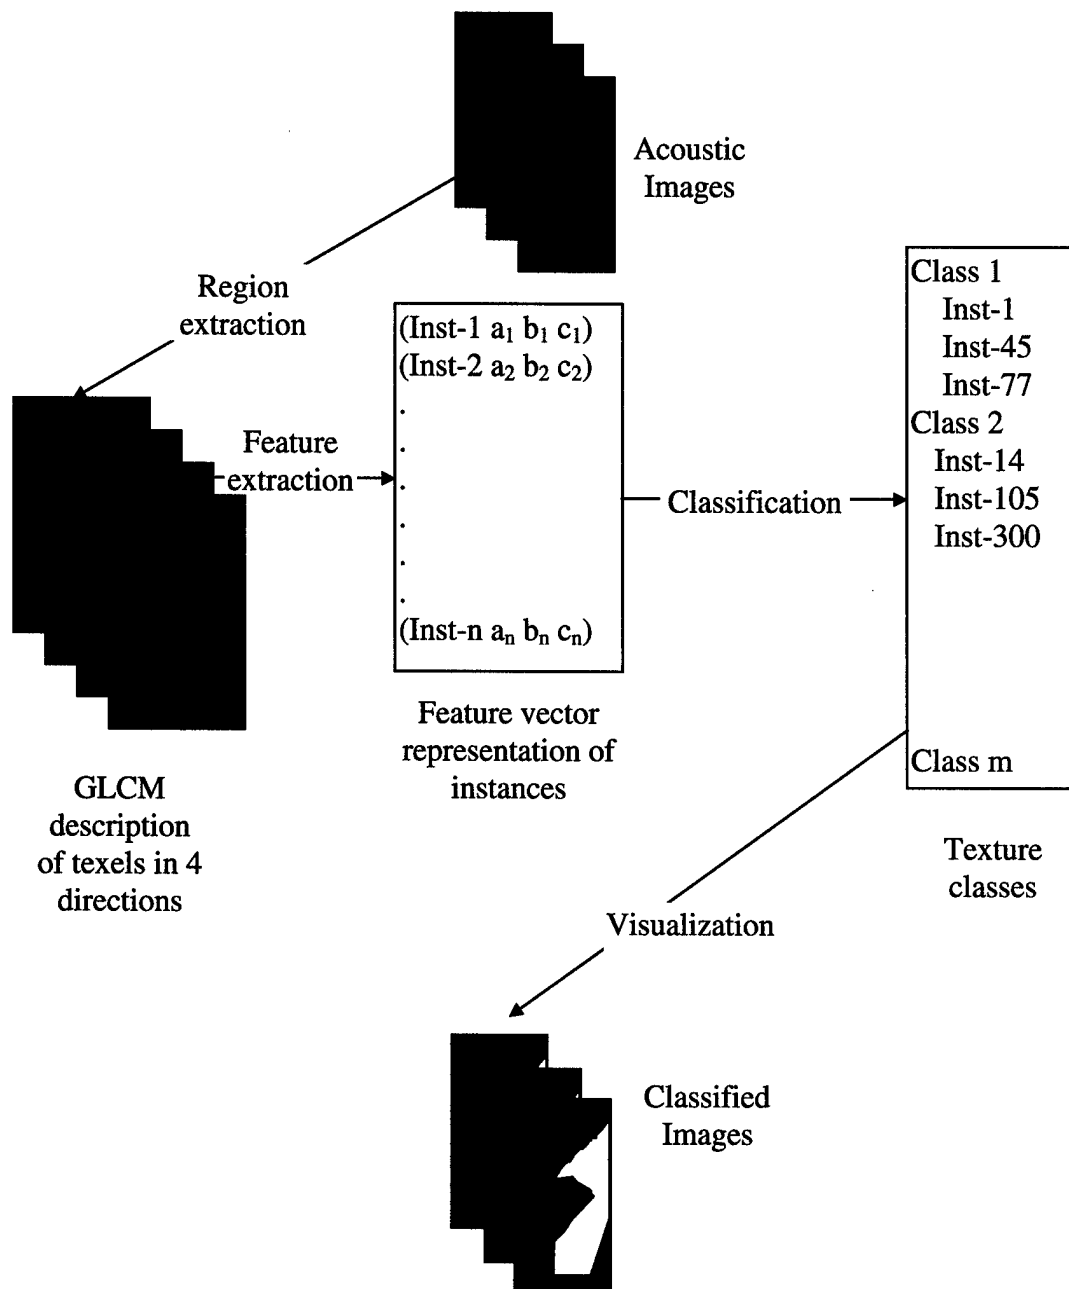 Acoustic
Images
Region
extraction
(Inst-1 a₁ b₁ c₁)
(Inst-2 a₂ b₂ c₂)
.
.
.
.
.
.
(Inst-n aₙ bₙ cₙ)
Feature
extraction
Classification
Class 1
Inst-1
Inst-45
Inst-77
Class 2
Inst-14
Inst-105
Inst-300
Class m
GLCM
description
of texels in 4
directions
Feature vector
representation of
instances
Texture
classes
Visualization
Classified
Images